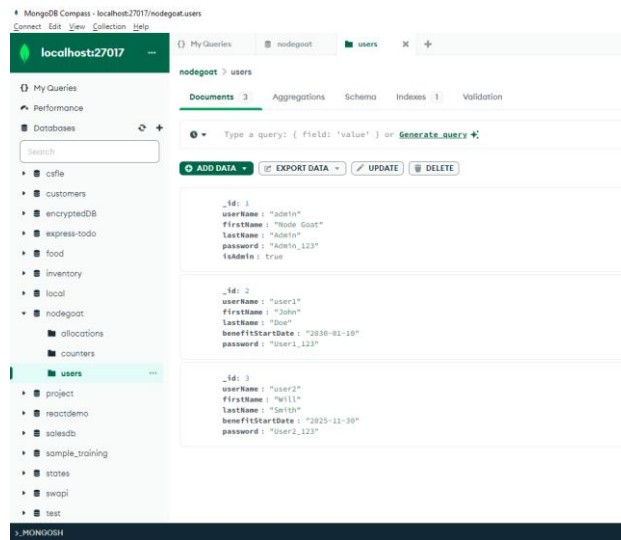 MongoDB Compass - localhost:27017/nodegoat.users
Connect Edit View Collection Help
localhost:27017 ...
My Queries
nodegoat
users
nodegoat > users
My Queries
Performance
Databases
Search
csfle
customers
encryptedDB
express-todo
food
inventory
local
nodegoat
allocations
counters
users ...
project
reactdemo
salesdb
sample_training
states
swapi
test
Documents 3 Aggregations Schema Indexes 1 Validation
Type a query: { field: 'value' } or Generate query
ADD DATA EXPORT DATA UPDATE DELETE
_id: 1
userName : "admin"
firstName : "Node Goat"
lastName : "Admin"
password : "Admin_123"
isAdmin : true
_id: 2
userName : "user1"
firstName : "John"
lastName : "Doe"
benefitStartDate : "2030-01-10"
password : "User1_123"
_id: 3
userName : "user2"
firstName : "Will"
lastName : "Smith"
benefitStartDate : "2025-11-30"
password : "User2_123"
>_MONGOSH